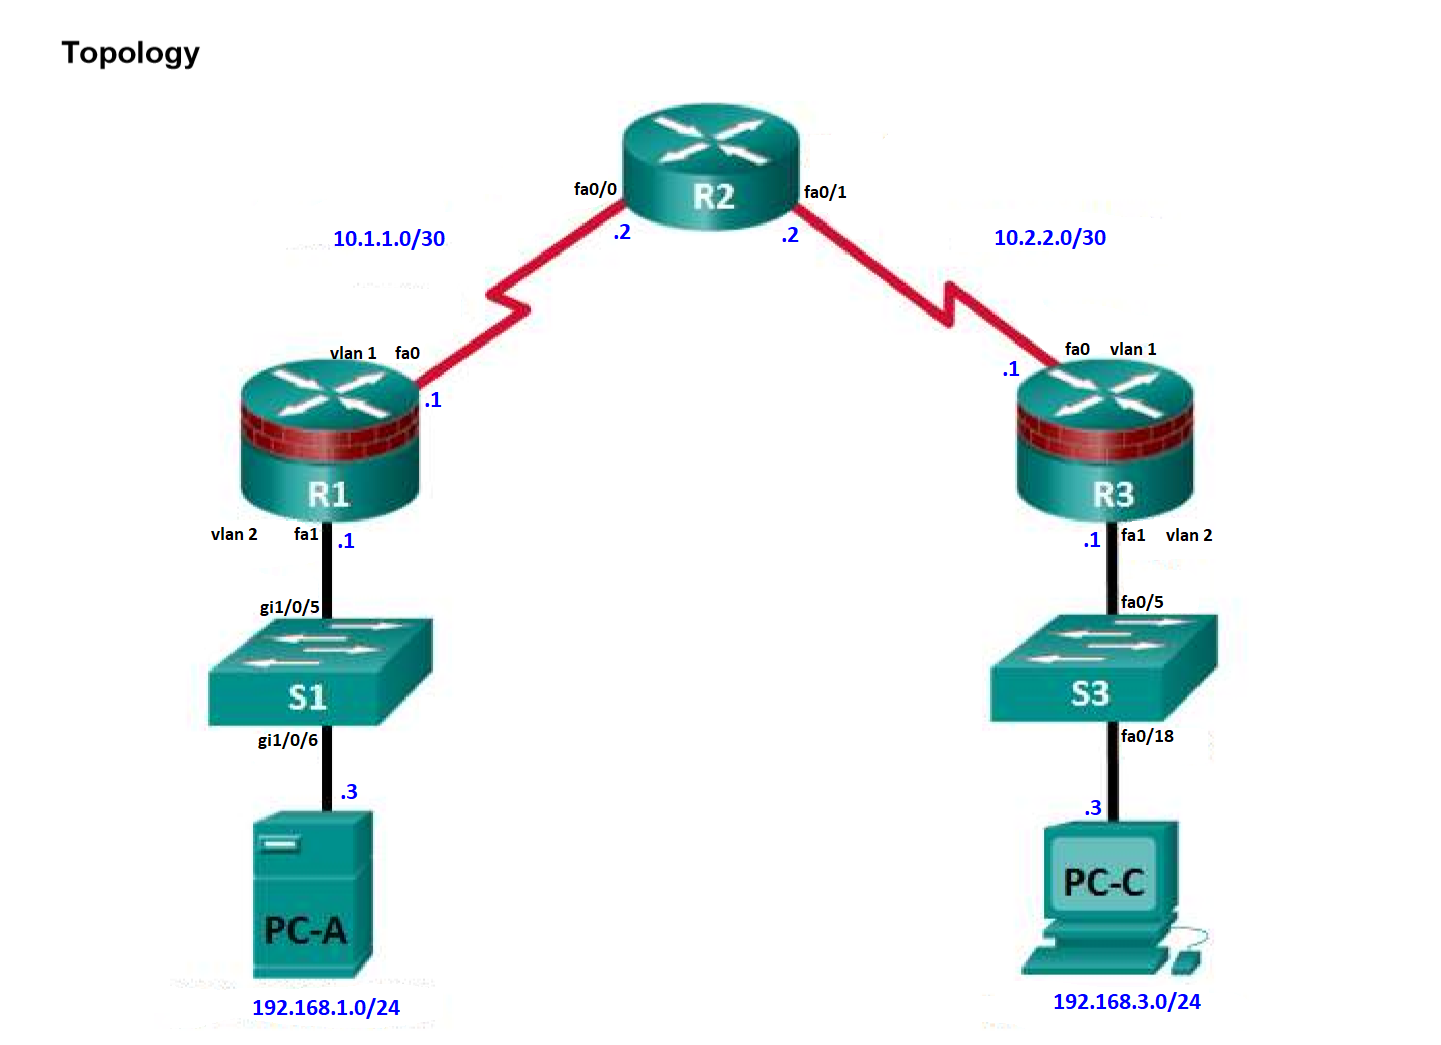 Topology
R2
fa0/0
fa0/1
.2
.2
10.1.1.0/30
10.2.2.0/30
vlan 1 fa0
.1
fa0 vlan 1
.1
R1
R3
vlan 2 fa1
.1
.1
fa1 vlan 2
gi1/0/5
fa0/5
S1
S3
gi1/0/6
fa0/18
.3
.3
PC-A
PC-C
192.168.1.0/24
192.168.3.0/24